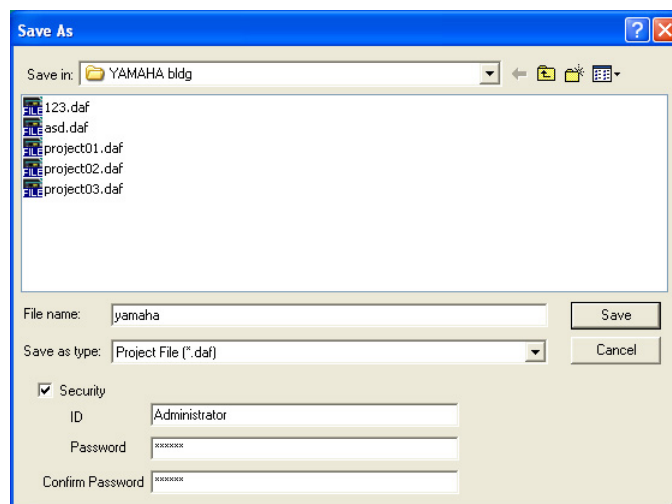 Save As
Save in: YAMAHA bldg
123.daf
asd.daf
project01.daf
project02.daf
project03.daf
File name: yamaha Save
Save as type: Project File (*.daf) Cancel
Security
ID Administrator
Password ××××××
Confirm Password ××××××